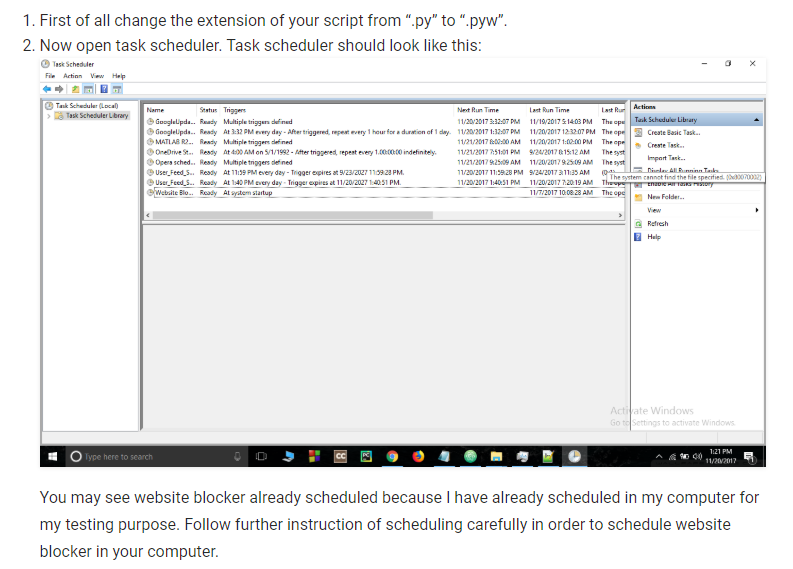 1. First of all change the extension of your script from “.py” to “.pyw”.
2. Now open task scheduler. Task scheduler should look like this:
Task Scheduler
File Action View Help
Task Scheduler (Local)
Task Scheduler Library
Name Status Triggers Next Run Time Last Run Time Last Run
GoogleUpda... Ready Multiple triggers defined 11/20/2017 3:32:07 PM 11/19/2017 5:14:03 PM The ope
GoogleUpda... Ready At 3:32 PM every day - After triggered, repeat every 1 hour for a duration of 1 day. 11/20/2017 1:32:07 PM 11/20/2017 12:32:07 PM The ope
MATLAB R2... Ready Multiple triggers defined 11/21/2017 8:02:00 AM 11/20/2017 1:02:00 PM The ope
OneDrive St... Ready At 4:00 AM on 5/1/1992 - After triggered, repeat every 1.00:00:00 indefinitely. 11/21/2017 7:51:01 PM 9/24/2017 8:15:12 AM The syst
Opera sched... Ready Multiple triggers defined 11/21/2017 9:25:09 AM 11/20/2017 9:25:09 AM The syst
User_Feed_S... Ready At 11:59 PM every day - Trigger expires at 9/23/2027 11:59:28 PM. 11/20/2017 11:59:28 PM 9/24/2017 3:11:35 AM
User_Feed_S... Ready At 1:40 PM every day - Trigger expires at 11/20/2027 1:40:51 PM. 11/20/2017 1:40:51 PM 11/20/2017 7:20:19 AM The ope
Website Blo... Ready At system startup 11/7/2017 10:08:28 AM The ope
Actions
Task Scheduler Library
Create Basic Task...
Create Task...
Import Task...
Display All Running Tasks
The system cannot find the file specified. (0x80070002)
Enable All Tasks History
New Folder...
View
Refresh
Help
Activate Windows
Go to Settings to activate Windows.
Type here to search
CC
PC
1:21 PM
11/20/2017
You may see website blocker already scheduled because I have already scheduled in my computer for
my testing purpose. Follow further instruction of scheduling carefully in order to schedule website
blocker in your computer.